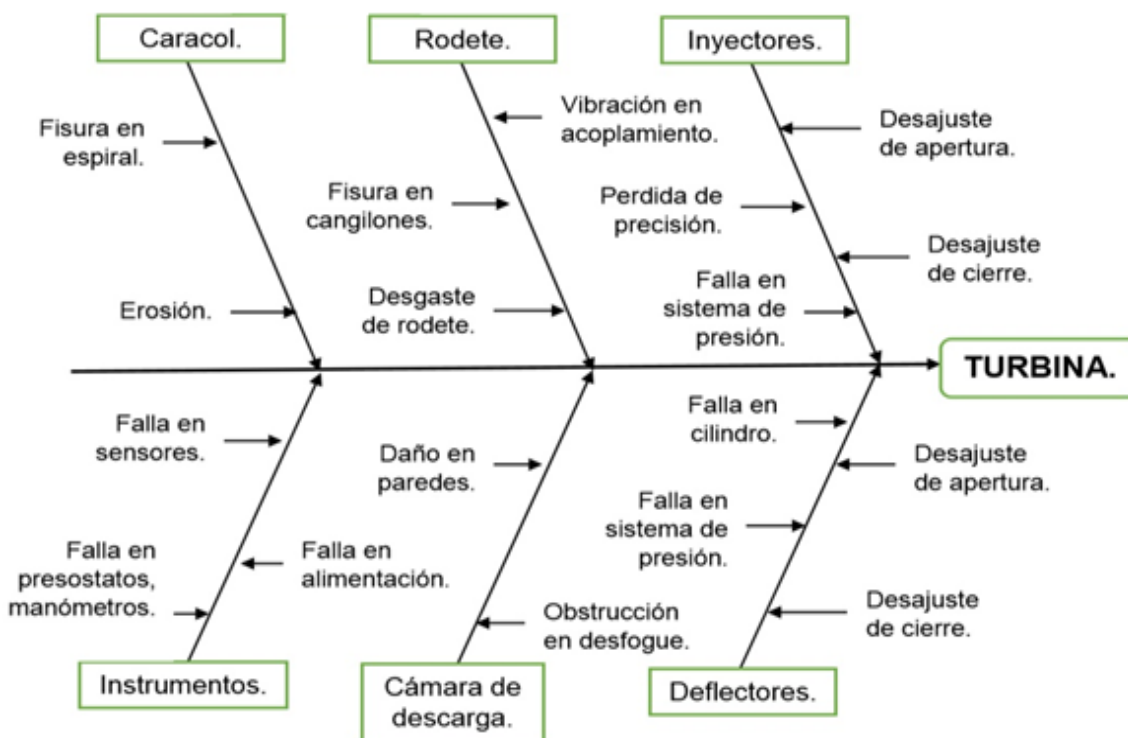 Caracol.
Rodete.
Inyectores.
Fisura en
espiral.
Erosión.
Vibración en
acoplamiento.
Fisura en
cangilones.
Desgaste
de rodete.
Desajuste
de apertura.
Perdida de
precisión.
Desajuste
de cierre.
Falla en
sistema de
presión.
TURBINA.
Falla en
sensores.
Falla en
presostatos,
manómetros.
Falla en
alimentación.
Daño en
paredes.
Obstrucción
en desfogue.
Falla en
cilindro.
Desajuste
de apertura.
Falla en
sistema de
presión.
Desajuste
de cierre.
Instrumentos.
Cámara de
descarga.
Deflectores.